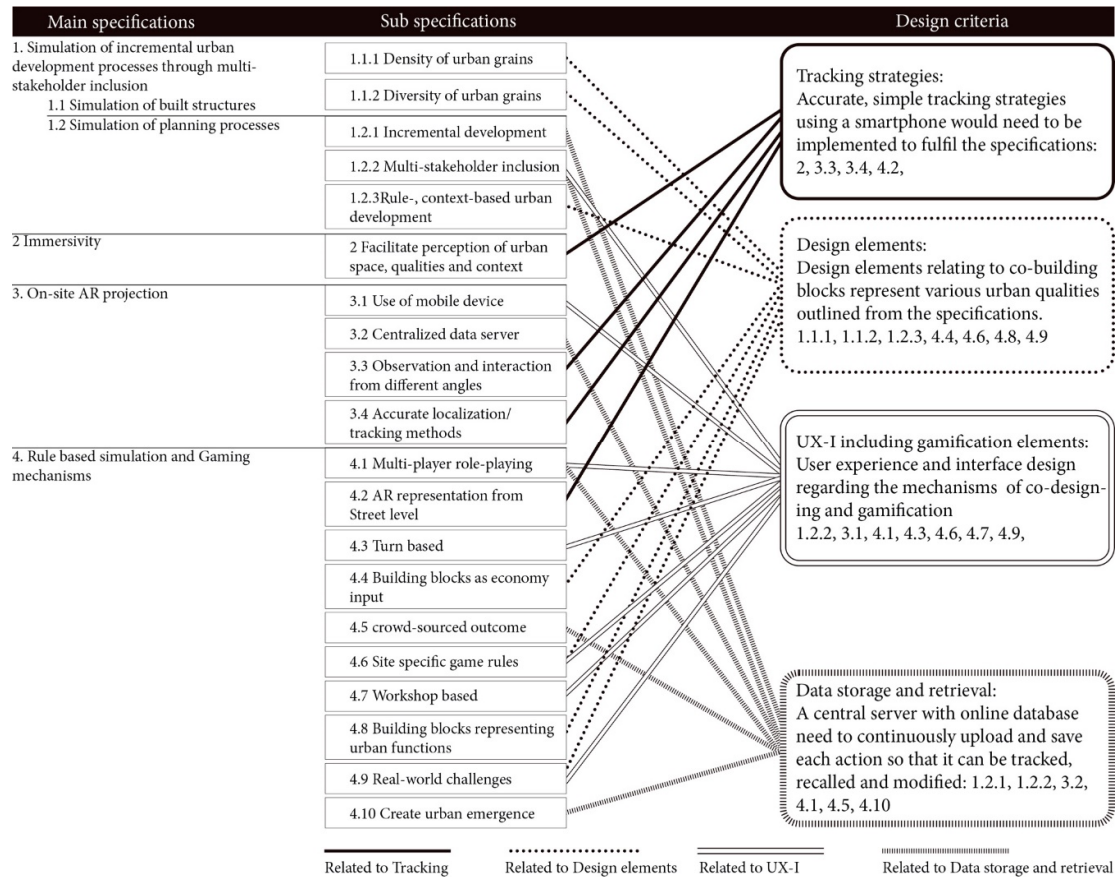 Main specifications
Sub specifications
Design criteria
1. Simulation of incremental urban
development processes through multi-
stakeholder inclusion
1.1 Simulation of built structures
1.2 Simulation of planning processes
2 Immersivity
3. On-site AR projection
4. Rule based simulation and Gaming
mechanisms
1.1.1 Density of urban grains
1.1.2 Diversity of urban grains
1.2.1 Incremental development
1.2.2 Multi-stakeholder inclusion
1.2.3Rule-, context-based urban
development
2 Facilitate perception of urban
space, qualities and context
3.1 Use of mobile device
3.2 Centralized data server
3.3 Observation and interaction
from different angles
3.4 Accurate localization/
tracking methods
4.1 Multi-player role-playing
4.2 AR representation from
Street level
4.3 Turn based
4.4 Building blocks as economy
input
4.5 crowd-sourced outcome
4.6 Site specific game rules
4.7 Workshop based
4.8 Building blocks representing
urban functions
4.9 Real-world challenges
4.10 Create urban emergence
Tracking strategies:
Accurate, simple tracking strategies
using a smartphone would need to be
implemented to fulfil the specifications:
2, 3.3, 3.4, 4.2,
Design elements:
Design elements relating to co-building
blocks represent various urban qualities
outlined from the specifications.
1.1.1, 1.1.2, 1.2.3, 4.4, 4.6, 4.8, 4.9
UX-I including gamification elements:
User experience and interface design
regarding the mechanisms of co-design-
ing and gamification
1.2.2, 3.1, 4.1, 4.3, 4.6, 4.7, 4.9,
Data storage and retrieval:
A central server with online database
need to continuously upload and save
each action so that it can be tracked,
recalled and modified: 1.2.1, 1.2.2, 3.2,
4.1, 4.5, 4.10
Related to Tracking
Related to Design elements
Related to UX-I
Related to Data storage and retrieval